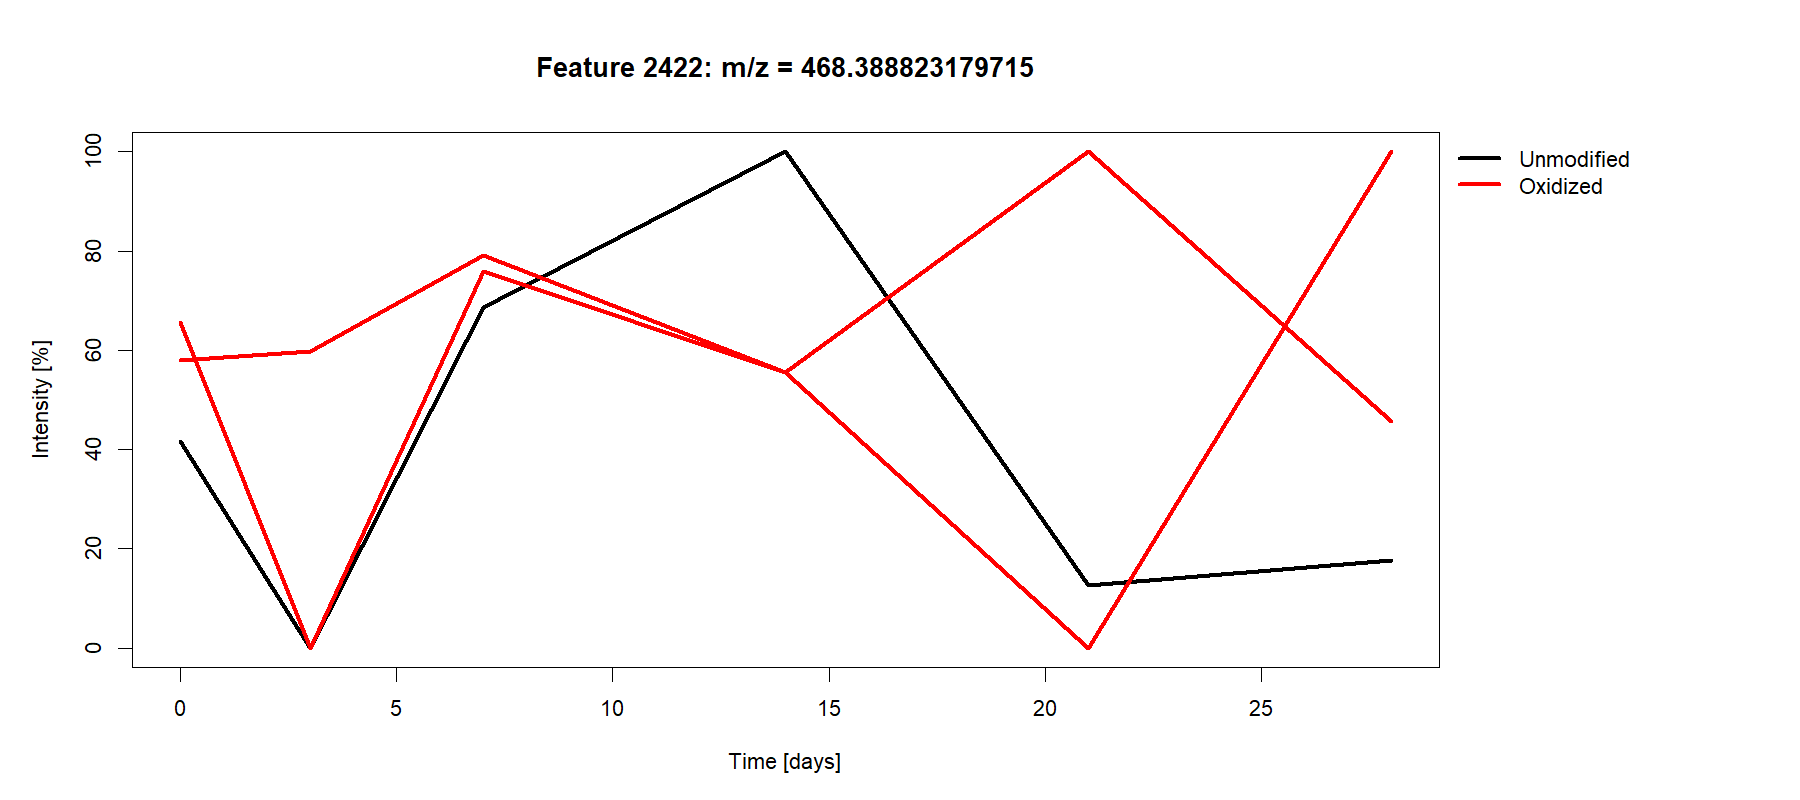 Feature 2422: m/z = 468.388823179715
Unmodified
Oxidized
Intensity [%]
100
80
60
40
20
0
0 5 10 15 20 25
Time [days]